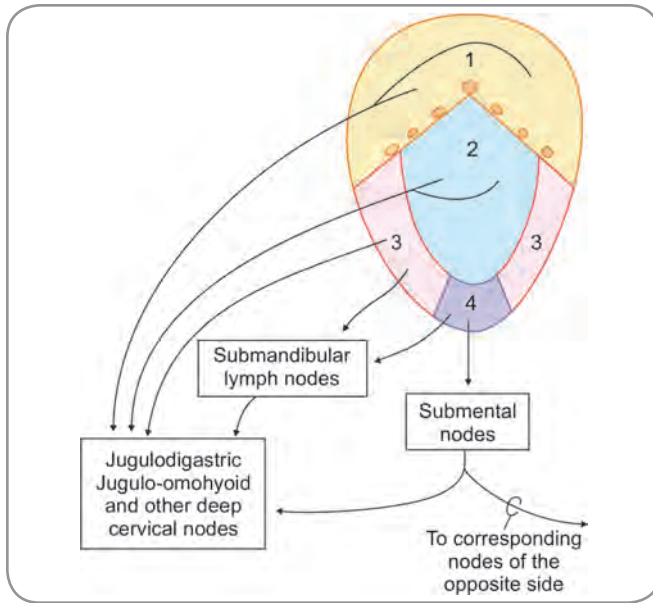 1
2
3
3
4
Submandibular
lymph nodes
Submental
nodes
Jugulodigastric
Jugulo-omohyoid
and other deep
cervical nodes
To corresponding
nodes of the
opposite side